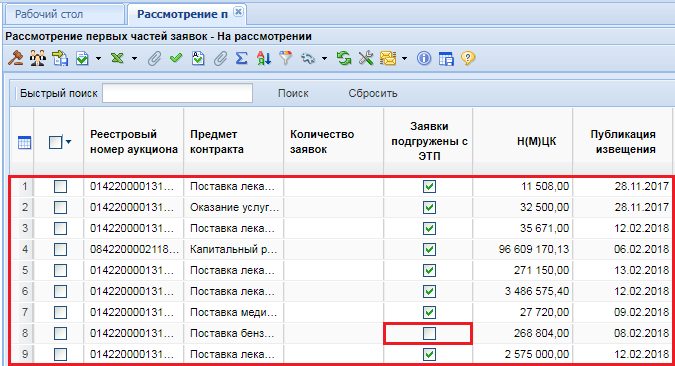 Рабочий стол
Рассмотрение п
Рассмотрение первых частей заявок - На рассмотрении
Быстрый поиск Поиск Сбросить
Реестровый номер аукциона Предмет контракта Количество заявок Заявки подгружены с ЭТП Н(М)ЦК Публикация извещения
1 014220000131... Поставка лека... 11 508,00 28.11.2017
2 014220000131... Оказание услуг... 32 500,00 28.11.2017
3 014220000131... Поставка лека... 35 671,00 12.02.2018
4 0842200002118... Капитальный р... 96 609 170,13 06.02.2018
5 014220000131... Поставка лека... 271 150,00 13.02.2018
6 014220000131... Поставка лека... 3 486 575,40 12.02.2018
7 014220000131... Поставка меди... 27 720,00 09.02.2018
8 014220000131... Поставка бенз... 268 804,00 08.02.2018
9 014220000131... Поставка лека... 2 575 000,00 12.02.2018